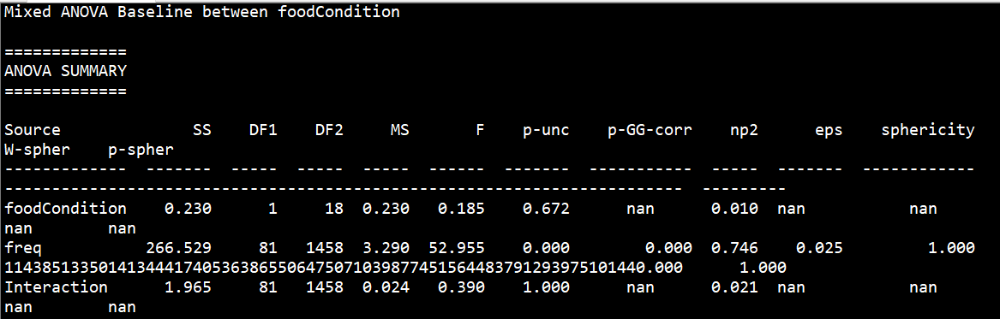 Mixed ANOVA Baseline between foodCondition
=============
ANOVA SUMMARY
=============
Source SS DF1 DF2 MS F p-unc p-GG-corr np2 eps sphericity
W-spher p-spher
------------- ------- ----- ----- ----- ------ ------- ----------- ----- ------- ------------
---------------------------------------------------------------------- ---------
foodCondition 0.230 1 18 0.230 0.185 0.672 nan 0.010 nan nan
nan nan
freq 266.529 81 1458 3.290 52.955 0.000 0.000 0.746 0.025 1.000
11438513350141344417405363865506475071039877451564483791293975101440.000 1.000
Interaction 1.965 81 1458 0.024 0.390 1.000 nan 0.021 nan nan
nan nan